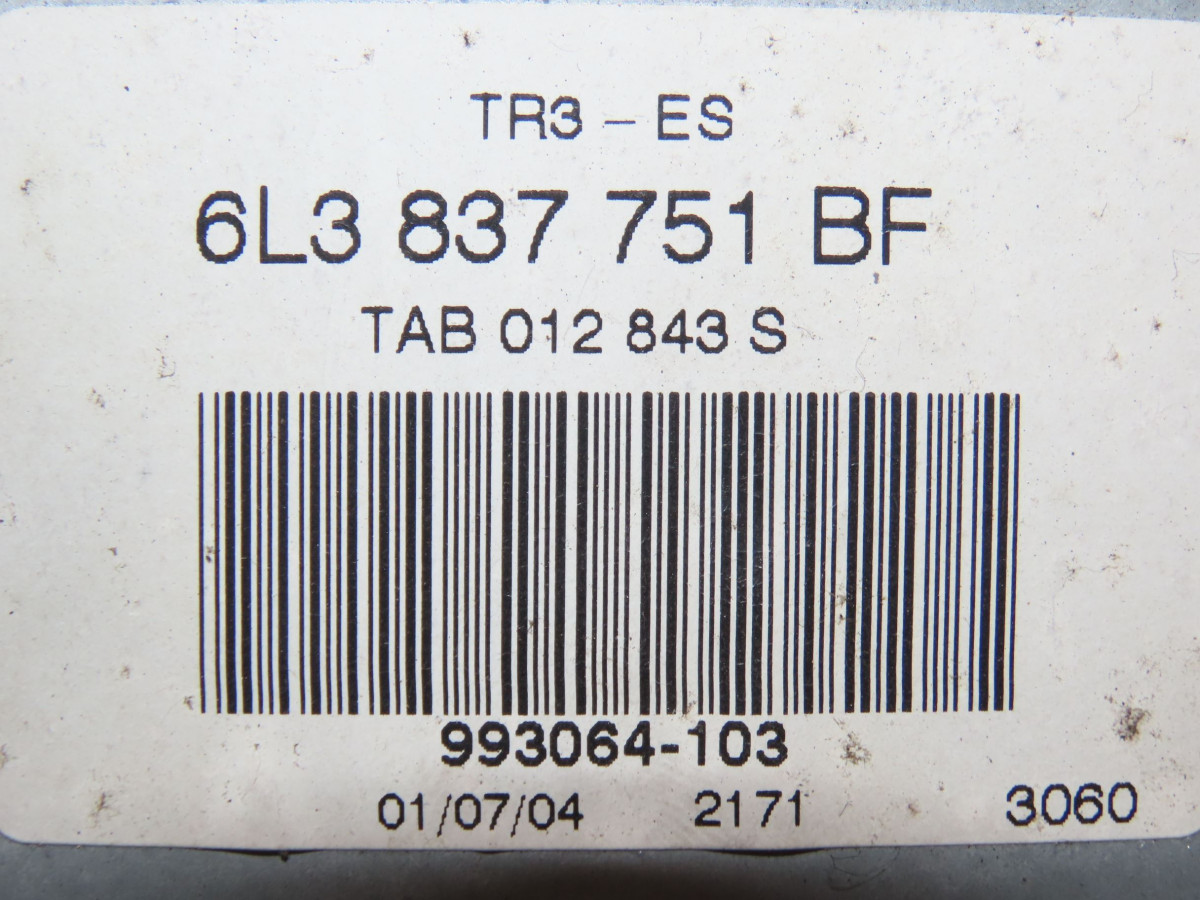 TR3 – ES
6L3 837 751 BF
TAB 012 843 S
993064-103
01/07/04 2171 3060